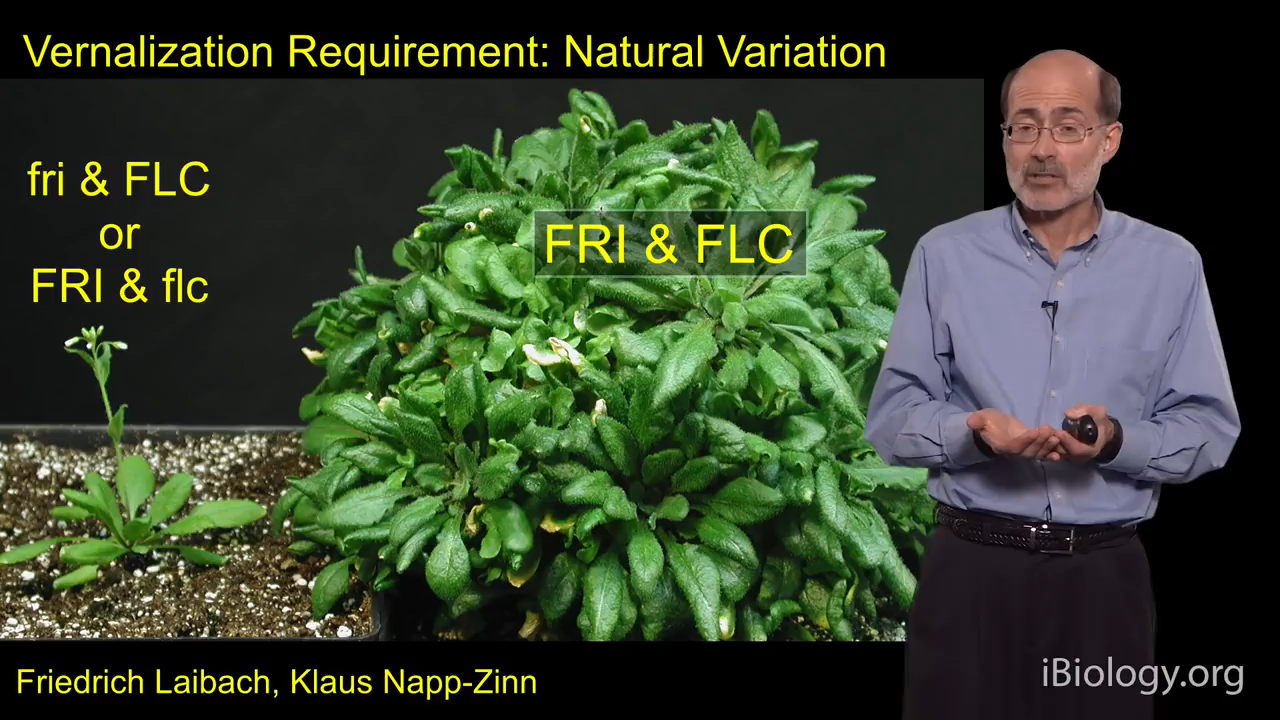 Vernalization Requirement: Natural Variation
fri & FLC
or
FRI & flc
FRI & FLC
Friedrich Laibach, Klaus Napp-Zinn
iBiology.org